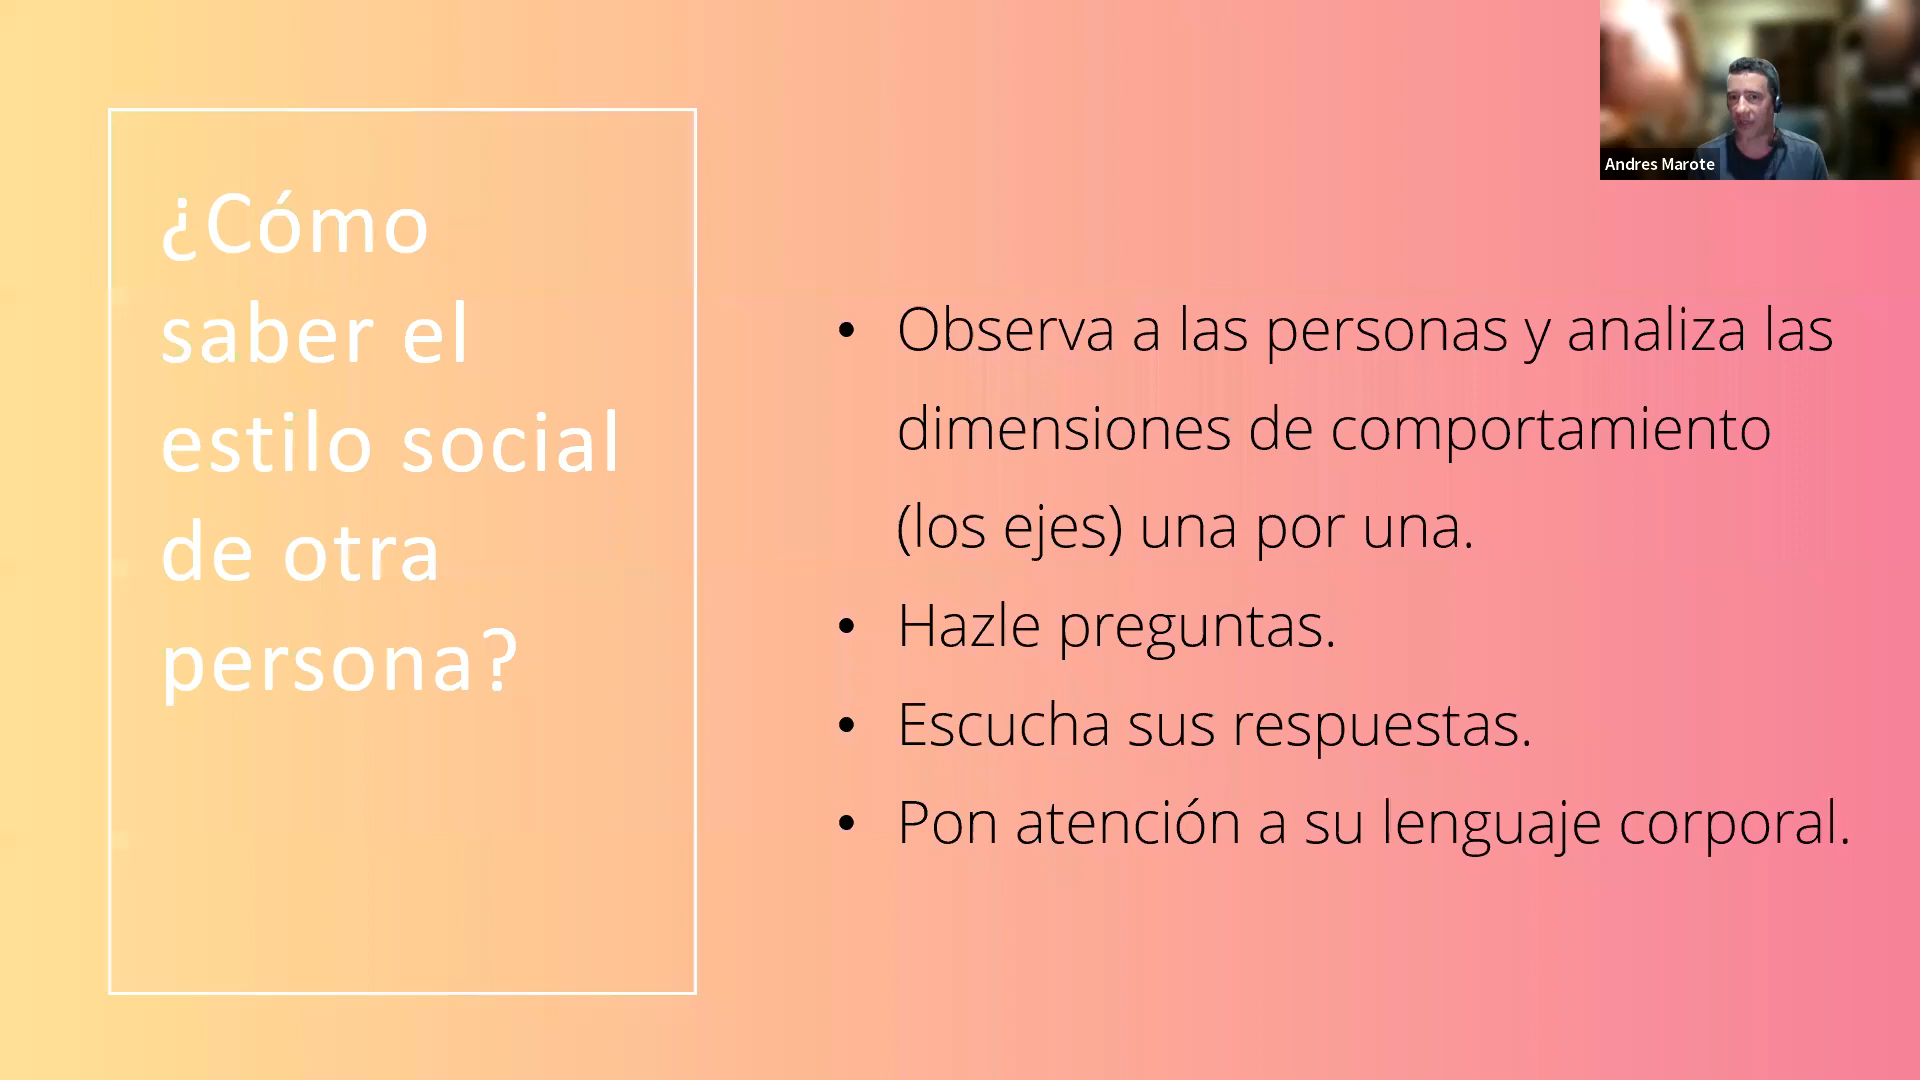 ¿Cómo
saber el
estilo social
de otra
persona?
• Observa a las personas y analiza las
dimensiones de comportamiento
(los ejes) una por una.
• Hazle preguntas.
• Escucha sus respuestas.
• Pon atención a su lenguaje corporal.
Andres Marote